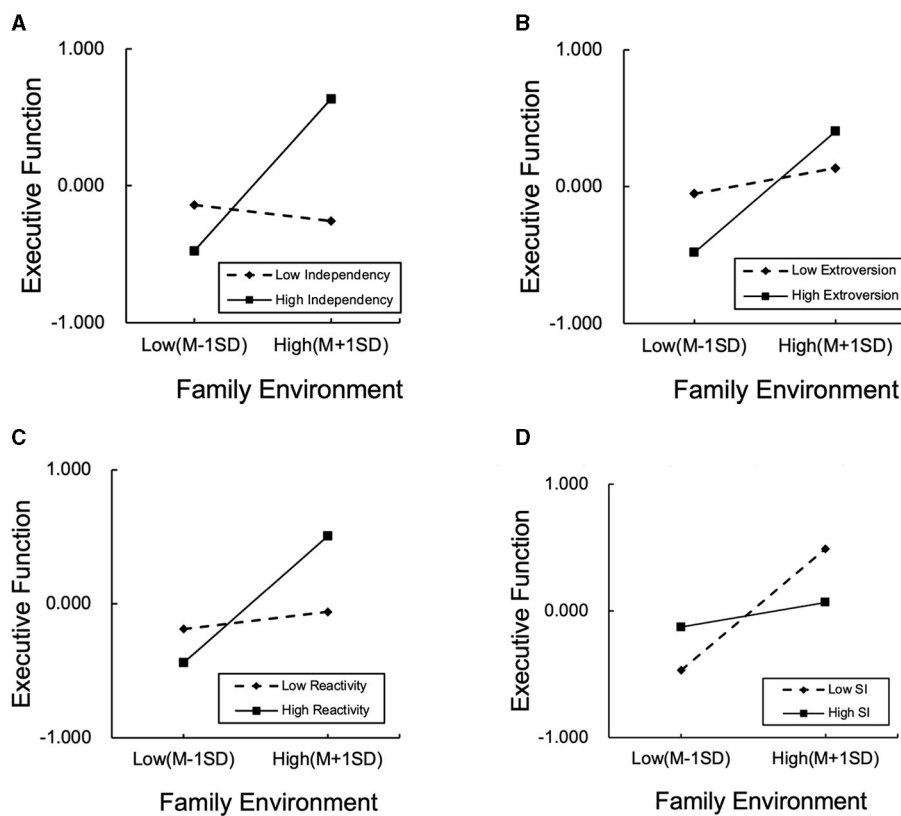 A
Executive Function
1.000
0.000
-1.000
Low Independency
High Independency
Low(M-1SD) High(M+1SD)
Family Environment
B
Executive Function
1.000
0.000
-1.000
Low Extroversion
High Extroversion
Low(M-1SD) High(M+1SD)
Family Environment
C
Executive Function
1.000
0.000
-1.000
Low Reactivity
High Reactivity
Low(M-1SD) High(M+1SD)
Family Environment
D
Executive Function
1.000
0.000
-1.000
Low SI
High SI
Low(M-1SD) High(M+1SD)
Family Environment